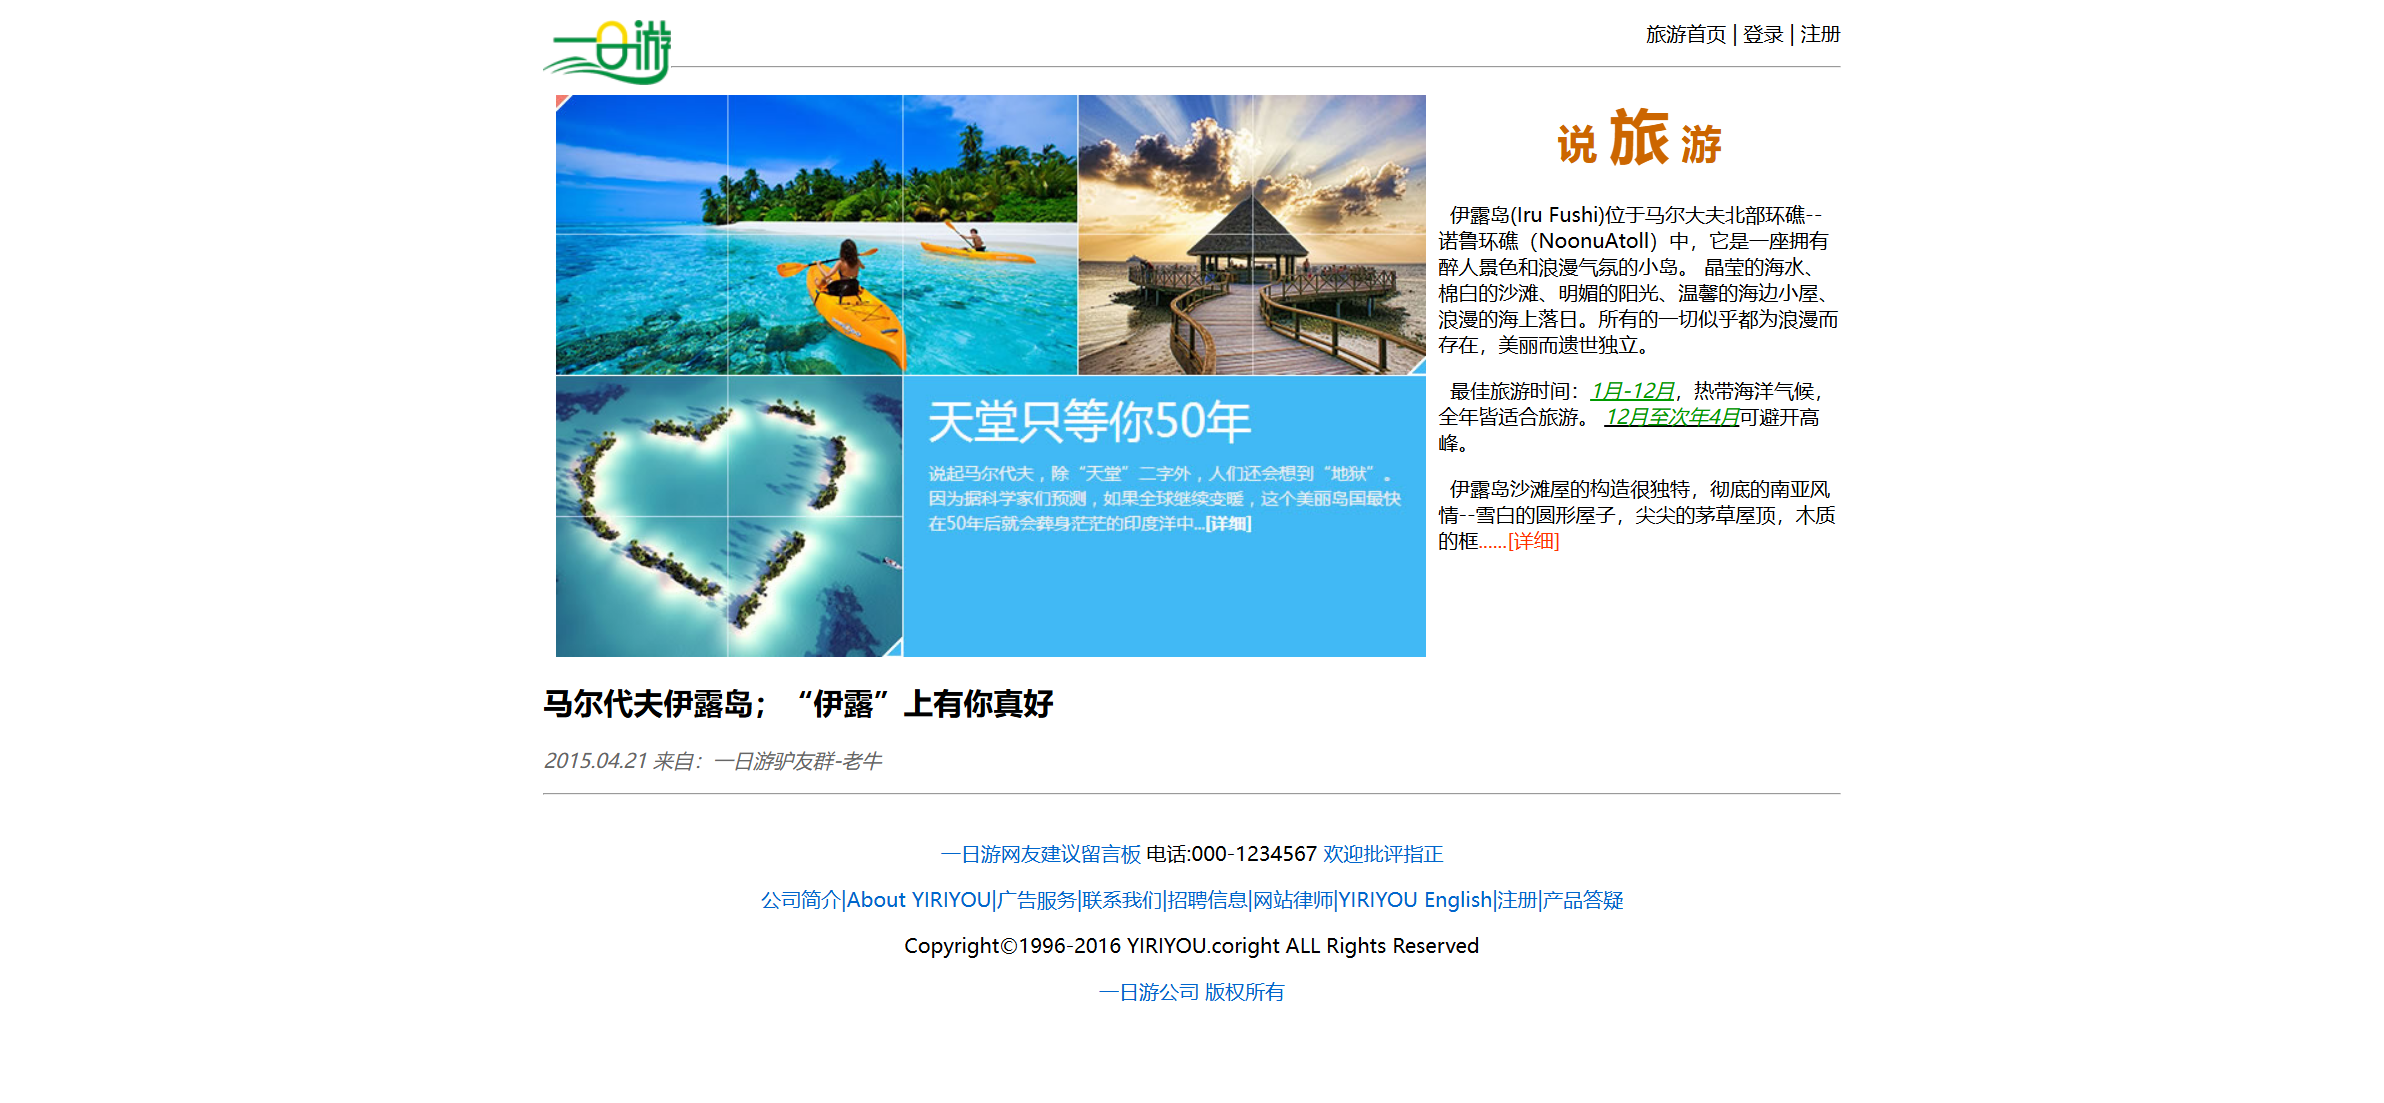 一日游
旅游首页 | 登录 | 注册
天堂只等你50年
说起马尔代夫，除“天堂”二字外，人们还会想到“地狱”。
因为据科学家们预测，如果全球继续变暖，这个美丽岛国最快
在50年后就会葬身茫茫的印度洋中...[详细]
说旅游
伊露岛(Iru Fushi)位于马尔大夫北部环礁--
诺鲁环礁（NoonuAtoll）中，它是一座拥有
醉人景色和浪漫气氛的小岛。 晶莹的海水、
棉白的沙滩、明媚的阳光、温馨的海边小屋、
浪漫的海上落日。所有的一切似乎都为浪漫而
存在，美丽而遗世独立。
最佳旅游时间：1月-12月，热带海洋气候，
全年皆适合旅游。 12月至次年4月可避开高
峰。
伊露岛沙滩屋的构造很独特，彻底的南亚风
情--雪白的圆形屋子，尖尖的茅草屋顶，木质
的框......[详细]
马尔代夫伊露岛；“伊露”上有你真好
2015.04.21 来自：一日游驴友群-老牛
一日游网友建议留言板 电话:000-1234567 欢迎批评指正
公司简介|About YIRIYOU|广告服务|联系我们|招聘信息|网站律师|YIRIYOU English|注册|产品答疑
Copyright©1996-2016 YIRIYOU.coright ALL Rights Reserved
一日游公司 版权所有